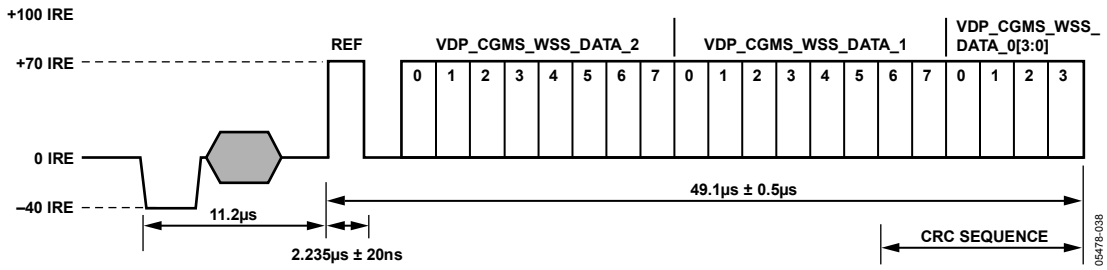 +100 IRE
REF
VDP_CGMS_WSS_DATA_2
VDP_CGMS_WSS_DATA_1
VDP_CGMS_WSS_
DATA_0[3:0]
+70 IRE
0 1 2 3 4 5 6 7 0 1 2 3 4 5 6 7 0 1 2 3
0 IRE
–40 IRE
11.2µs
49.1µs ± 0.5µs
2.235µs ± 20ns
CRC SEQUENCE
05478-038